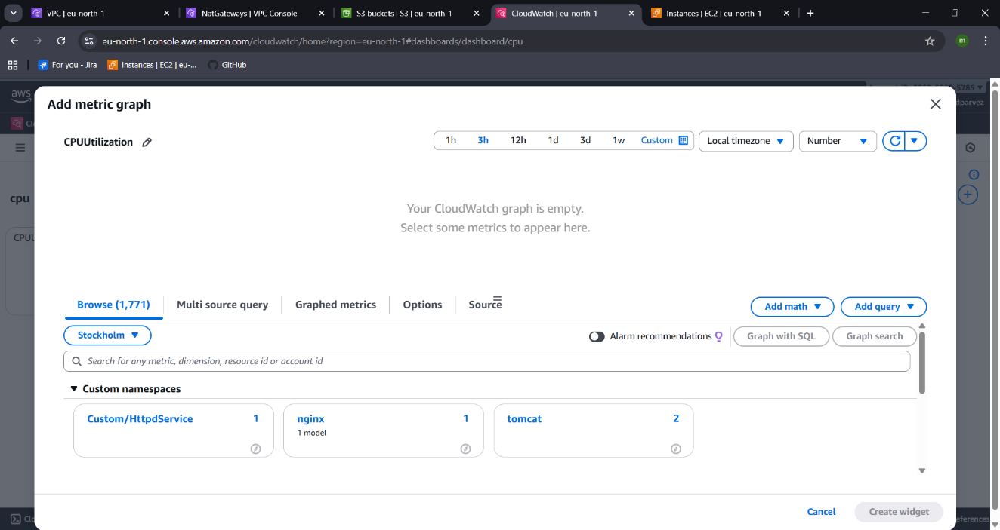 VPC | eu-north-1
NatGateways | VPC Console
S3 buckets | S3 | eu-north-1
CloudWatch | eu-north-1
Instances | EC2 | eu-north-1
eu-north-1.console.aws.amazon.com/cloudwatch/home?region=eu-north-1#dashboards/dashboard/cpu
m
For you - Jira
Instances | EC2 | eu-...
GitHub
aws
-5785
dparvez
Add metric graph
CPUUtilization
1h 3h 12h 1d 3d 1w Custom
Local timezone
Number
cpu
CPUU
Your CloudWatch graph is empty.
Select some metrics to appear here.
Browse (1,771)
Multi source query
Graphed metrics
Options
Source
Add math
Add query
Stockholm
Alarm recommendations
Graph with SQL
Graph search
Search for any metric, dimension, resource id or account id
Custom namespaces
Custom/HttpdService 1
nginx 1
1 model
tomcat 2
Cancel
Create widget
Clo
eferences